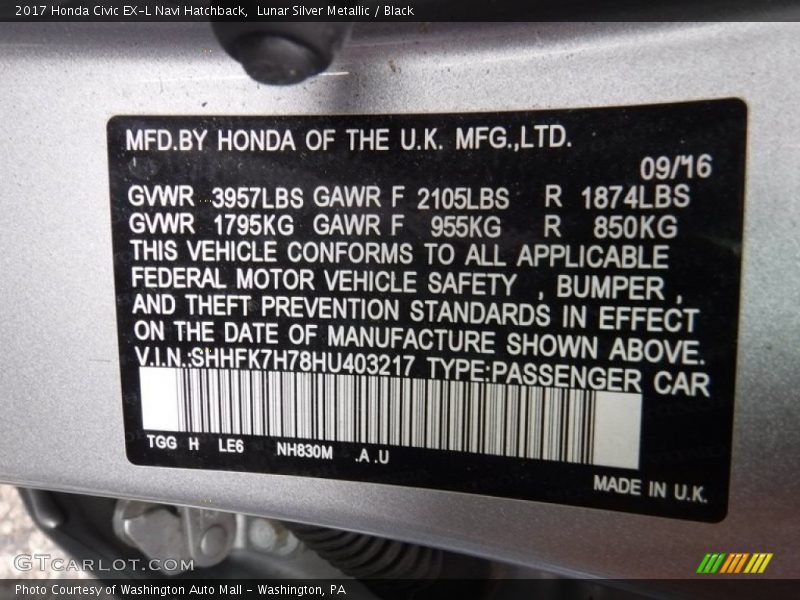 2017 Honda Civic EX-L Navi Hatchback,  Lunar Silver Metallic / Black
MFD.BY HONDA OF THE U.K. MFG.,LTD.
09/'16
GVWR 3957LBS GAWR F 2105LBS R 1874LBS
GVWR 1795KG GAWR F 955KG R 850KG
THIS VEHICLE CONFORMS TO ALL APPLICABLE
FEDERAL MOTOR VEHICLE SAFETY , BUMPER ,
AND THEFT PREVENTION STANDARDS IN EFFECT
ON THE DATE OF MANUFACTURE SHOWN ABOVE.
V.I.N.:SHHFK7H78HU403217 TYPE:PASSENGER CAR
TGG H LE6 NH830M .A .U
MADE IN U.K.
GTcarlot.com
Photo Courtesy of Washington Auto Mall - Washington, PA